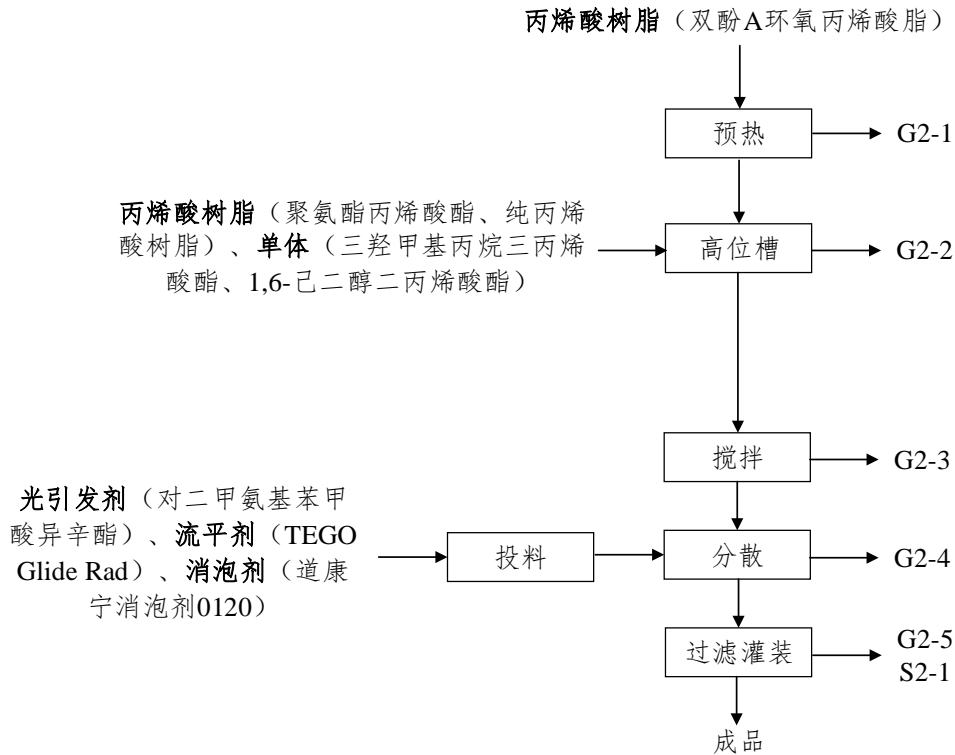 丙烯酸树脂（双酚A环氧丙烯酸脂）
预热
G2-1
丙烯酸树脂（聚氨酯丙烯酸酯、纯丙烯
酸树脂）、单体（三羟甲基丙烷三丙烯
酸酯、1,6-己二醇二丙烯酸酯）
高位槽
G2-2
搅拌
G2-3
光引发剂（对二甲氨基苯甲
酸异辛酯）、流平剂（TEGO
Glide Rad）、消泡剂（道康
宁消泡剂0120）
投料
分散
G2-4
过滤灌装
G2-5
S2-1
成品